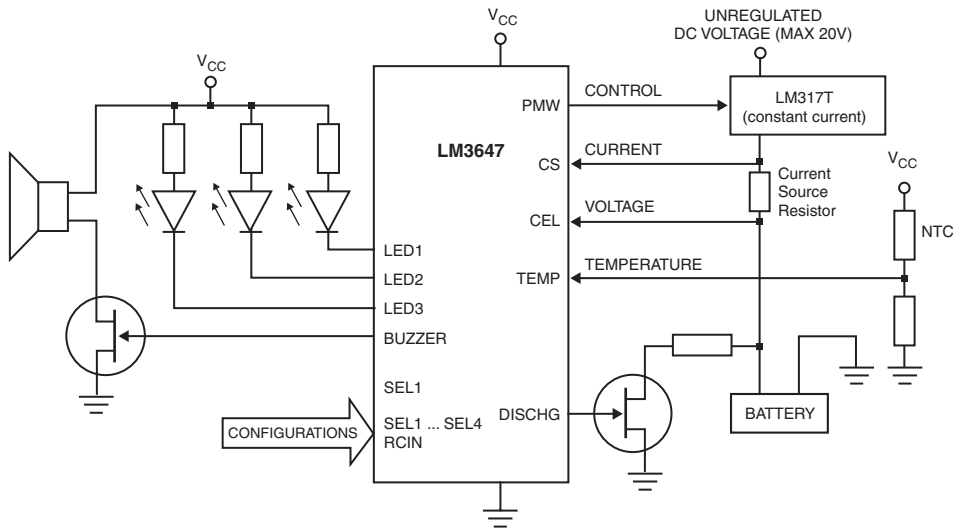 UNREGULATED
DC VOLTAGE (MAX 20V)
VCC
VCC
LM317T
(constant current)
PMW
CONTROL
LM3647
CS
CURRENT
VCC
Current
Source
Resistor
CEL
VOLTAGE
NTC
LED1
TEMP
TEMPERATURE
LED2
LED3
BUZZER
SEL1
DISCHG
BATTERY
CONFIGURATIONS
SEL1 ... SEL4
RCIN